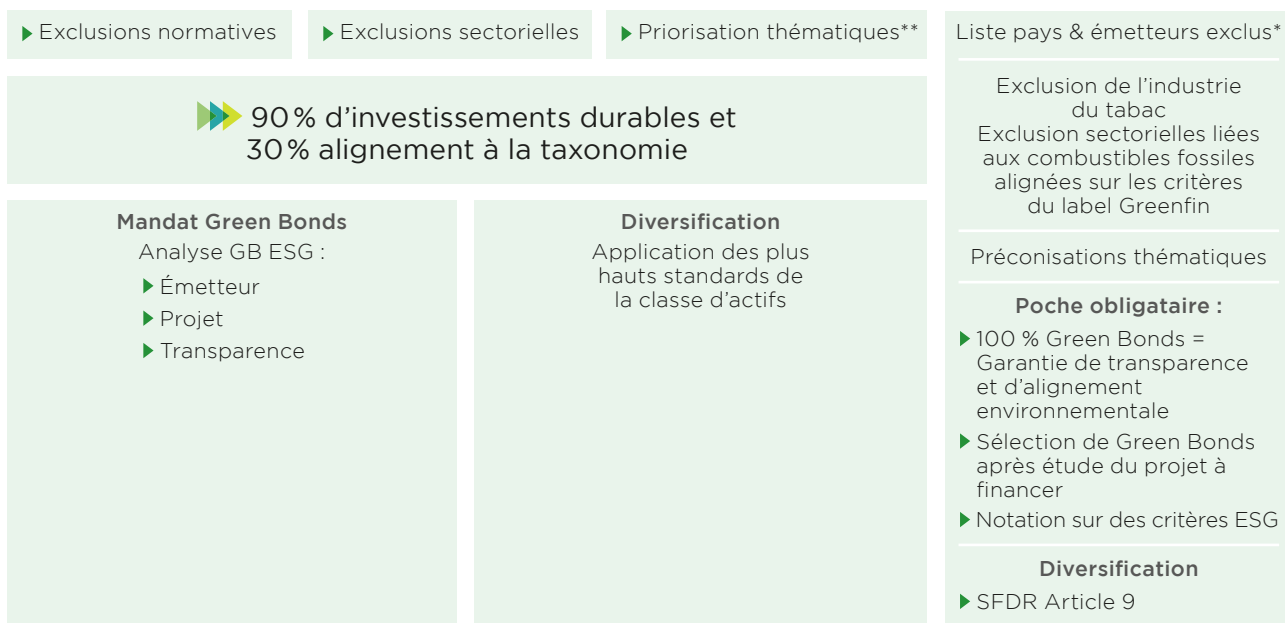 Exclusions normatives
Exclusions sectorielles
Priorisation thématiques**
90 % d'investissements durables et
30 % alignement à la taxonomie
Mandat Green Bonds
Analyse GB ESG :
Émetteur
Projet
Transparence
Diversification
Application des plus
hauts standards de
la classe d'actifs
Liste pays & émetteurs exclus*
Exclusion de l'industrie
du tabac
Exclusion sectorielles liées
aux combustibles fossiles
alignées sur les critères
du label Greenfin
Préconisations thématiques
Poche obligataire :
100 % Green Bonds =
Garantie de transparence
et d'alignement
environnementale
Sélection de Green Bonds
après étude du projet à
financer
Notation sur des critères ESG
Diversification
SFDR Article 9